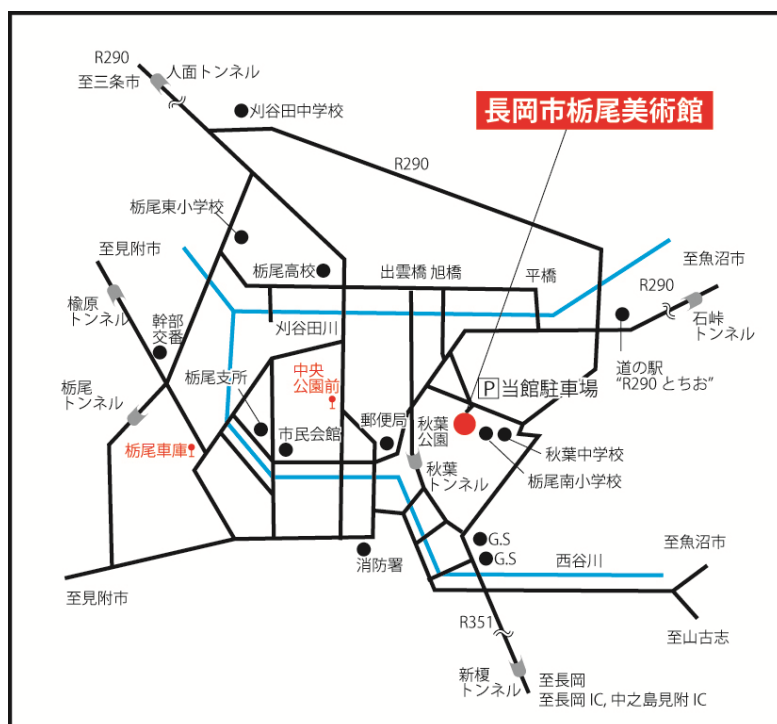 R290
至三条市
人面トンネル
刈谷田中学校
長岡市栃尾美術館
R290
栃尾東小学校
至見附市
栃尾高校
出雲橋
旭橋
平橋
至魚沼市
R290
楡原
トンネル
幹部
交番
刈谷田川
石峠
トンネル
道の駅
“R290 とちお”
栃尾
トンネル
栃尾支所
中央
公園前
P 当館駐車場
郵便局
秋葉
公園
栃尾車庫
市民会館
秋葉中学校
秋葉
トンネル
栃尾南小学校
G.S
G.S
消防署
西谷川
至魚沼市
至見附市
R351
至山古志
新榎
トンネル
至長岡
至長岡 IC, 中之島見附 IC